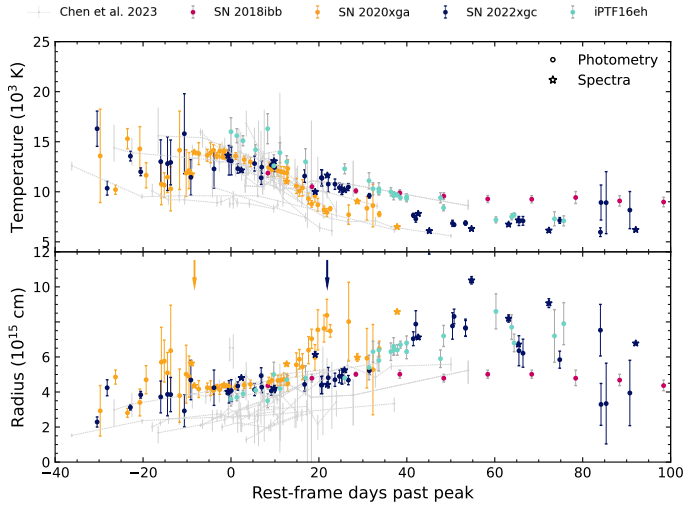 Chen et al. 2023 SN 2018ibb SN 2020xga SN 2022xgc iPTF16eh
25
20
15
10
5
Temperature (10³ K)
Photometry
Spectra
12
10
8
6
4
2
0
Radius (10¹⁵ cm)
−40 −20 0 20 40 60 80 100
Rest-frame days past peak